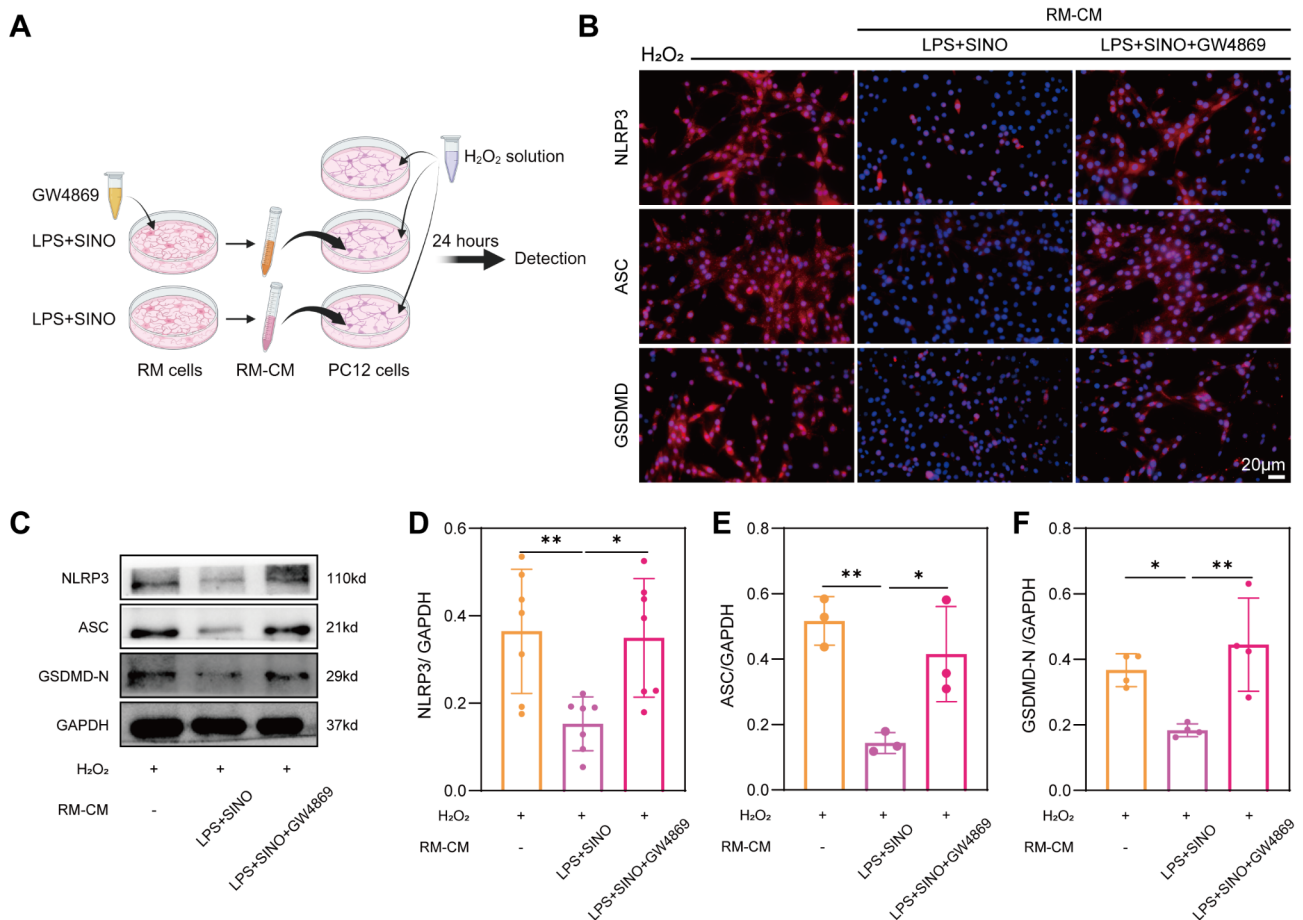 A
GW4869
LPS+SINO
LPS+SINO
H₂O₂ solution
24 hours
Detection
RM cells
RM-CM
PC12 cells
B
RM-CM
H₂O₂
LPS+SINO
LPS+SINO+GW4869
NLRP3
ASC
GSDMD
20μm
C
NLRP3
110kd
ASC
21kd
GSDMD-N
29kd
GAPDH
37kd
H₂O₂
+
+
+
RM-CM
-
LPS+SINO
LPS+SINO+GW4869
D
NLRP3/ GAPDH
0.6
0.4
0.2
0.0
**
*
H₂O₂
+
+
+
RM-CM
-
LPS+SINO
LPS+SINO+GW4869
E
ASC/GAPDH
0.8
0.6
0.4
0.2
0.0
**
*
H₂O₂
+
+
+
RM-CM
-
LPS+SINO
LPS+SINO+GW4869
F
GSDMD-N /GAPDH
0.8
0.6
0.4
0.2
0.0
*
**
H₂O₂
+
+
+
RM-CM
-
LPS+SINO
LPS+SINO+GW4869